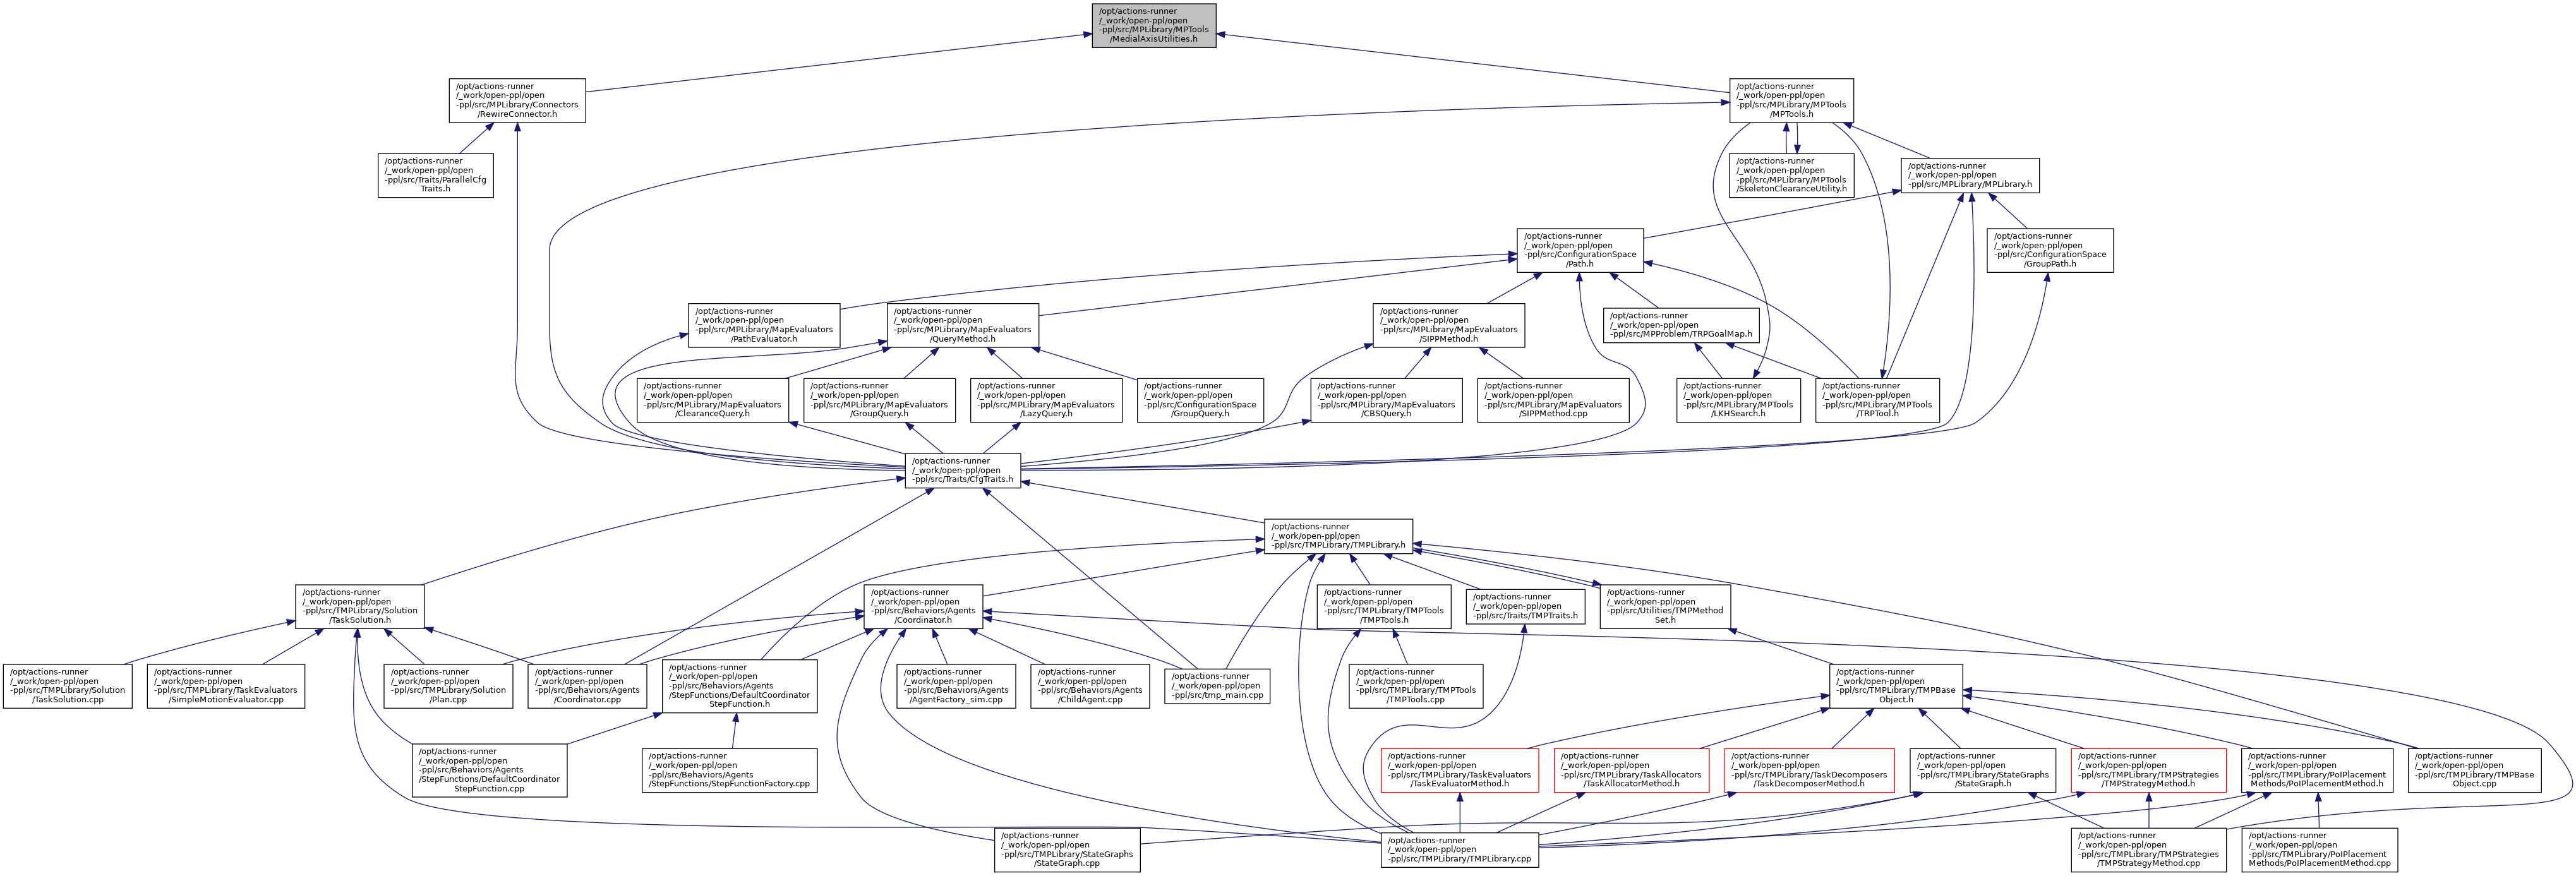 /opt/actions-runner
/_work/open-ppl/open
-ppl/src/MPLibrary/MPTools
/MedialAxisUtilities.h
/opt/actions-runner
/_work/open-ppl/open
-ppl/src/MPLibrary/Connectors
/RewireConnector.h
/opt/actions-runner
/_work/open-ppl/open
-ppl/src/MPLibrary/MPTools
/MPTools.h
/opt/actions-runner
/_work/open-ppl/open
-ppl/src/Traits/ParallelCfg
Traits.h
/opt/actions-runner
/_work/open-ppl/open
-ppl/src/MPLibrary/MPTools
/SkeletonClearanceUtility.h
/opt/actions-runner
/_work/open-ppl/open
-ppl/src/MPLibrary/MPLibrary.h
/opt/actions-runner
/_work/open-ppl/open
-ppl/src/ConfigurationSpace
/Path.h
/opt/actions-runner
/_work/open-ppl/open
-ppl/src/ConfigurationSpace
/GroupPath.h
/opt/actions-runner
/_work/open-ppl/open
-ppl/src/MPLibrary/MapEvaluators
/PathEvaluator.h
/opt/actions-runner
/_work/open-ppl/open
-ppl/src/MPLibrary/MapEvaluators
/QueryMethod.h
/opt/actions-runner
/_work/open-ppl/open
-ppl/src/MPLibrary/MapEvaluators
/SIPPMethod.h
/opt/actions-runner
/_work/open-ppl/open
-ppl/src/MPProblem/TRPGoalMap.h
/opt/actions-runner
/_work/open-ppl/open
-ppl/src/MPLibrary/MapEvaluators
/ClearanceQuery.h
/opt/actions-runner
/_work/open-ppl/open
-ppl/src/MPLibrary/MapEvaluators
/GroupQuery.h
/opt/actions-runner
/_work/open-ppl/open
-ppl/src/MPLibrary/MapEvaluators
/LazyQuery.h
/opt/actions-runner
/_work/open-ppl/open
-ppl/src/ConfigurationSpace
/GroupQuery.h
/opt/actions-runner
/_work/open-ppl/open
-ppl/src/MPLibrary/MapEvaluators
/CBSQuery.h
/opt/actions-runner
/_work/open-ppl/open
-ppl/src/MPLibrary/MapEvaluators
/SIPPMethod.cpp
/opt/actions-runner
/_work/open-ppl/open
-ppl/src/MPLibrary/MPTools
/LKHSearch.h
/opt/actions-runner
/_work/open-ppl/open
-ppl/src/MPLibrary/MPTools
/TRPTool.h
/opt/actions-runner
/_work/open-ppl/open
-ppl/src/Traits/CfgTraits.h
/opt/actions-runner
/_work/open-ppl/open
-ppl/src/TMPLibrary/TMPLibrary.h
/opt/actions-runner
/_work/open-ppl/open
-ppl/src/TMPLibrary/Solution
/TaskSolution.h
/opt/actions-runner
/_work/open-ppl/open
-ppl/src/Behaviors/Agents
/Coordinator.h
/opt/actions-runner
/_work/open-ppl/open
-ppl/src/TMPLibrary/TMPTools
/TMPTools.h
/opt/actions-runner
/_work/open-ppl/open
-ppl/src/Traits/TMPTraits.h
/opt/actions-runner
/_work/open-ppl/open
-ppl/src/Utilities/TMPMethod
Set.h
/opt/actions-runner
/_work/open-ppl/open
-ppl/src/TMPLibrary/Solution
/TaskSolution.cpp
/opt/actions-runner
/_work/open-ppl/open
-ppl/src/TMPLibrary/TaskEvaluators
/SimpleMotionEvaluator.cpp
/opt/actions-runner
/_work/open-ppl/open
-ppl/src/TMPLibrary/Solution
/Plan.cpp
/opt/actions-runner
/_work/open-ppl/open
-ppl/src/Behaviors/Agents
/Coordinator.cpp
/opt/actions-runner
/_work/open-ppl/open
-ppl/src/Behaviors/Agents
/StepFunctions/DefaultCoordinator
StepFunction.h
/opt/actions-runner
/_work/open-ppl/open
-ppl/src/Behaviors/Agents
/AgentFactory_sim.cpp
/opt/actions-runner
/_work/open-ppl/open
-ppl/src/Behaviors/Agents
/ChildAgent.cpp
/opt/actions-runner
/_work/open-ppl/open
-ppl/src/tmp_main.cpp
/opt/actions-runner
/_work/open-ppl/open
-ppl/src/TMPLibrary/TMPTools
/TMPTools.cpp
/opt/actions-runner
/_work/open-ppl/open
-ppl/src/TMPLibrary/TMPBase
Object.h
/opt/actions-runner
/_work/open-ppl/open
-ppl/src/Behaviors/Agents
/StepFunctions/DefaultCoordinator
StepFunction.cpp
/opt/actions-runner
/_work/open-ppl/open
-ppl/src/Behaviors/Agents
/StepFunctions/StepFunctionFactory.cpp
/opt/actions-runner
/_work/open-ppl/open
-ppl/src/TMPLibrary/TaskEvaluators
/TaskEvaluatorMethod.h
/opt/actions-runner
/_work/open-ppl/open
-ppl/src/TMPLibrary/TaskAllocators
/TaskAllocatorMethod.h
/opt/actions-runner
/_work/open-ppl/open
-ppl/src/TMPLibrary/TaskDecomposers
/TaskDecomposerMethod.h
/opt/actions-runner
/_work/open-ppl/open
-ppl/src/TMPLibrary/StateGraphs
/StateGraph.h
/opt/actions-runner
/_work/open-ppl/open
-ppl/src/TMPLibrary/TMPStrategies
/TMPStrategyMethod.h
/opt/actions-runner
/_work/open-ppl/open
-ppl/src/TMPLibrary/PoIPlacement
Methods/PoIPlacementMethod.h
/opt/actions-runner
/_work/open-ppl/open
-ppl/src/TMPLibrary/TMPBase
Object.cpp
/opt/actions-runner
/_work/open-ppl/open
-ppl/src/TMPLibrary/StateGraphs
/StateGraph.cpp
/opt/actions-runner
/_work/open-ppl/open
-ppl/src/TMPLibrary/TMPLibrary.cpp
/opt/actions-runner
/_work/open-ppl/open
-ppl/src/TMPLibrary/TMPStrategies
/TMPStrategyMethod.cpp
/opt/actions-runner
/_work/open-ppl/open
-ppl/src/TMPLibrary/PoIPlacement
Methods/PoIPlacementMethod.cpp